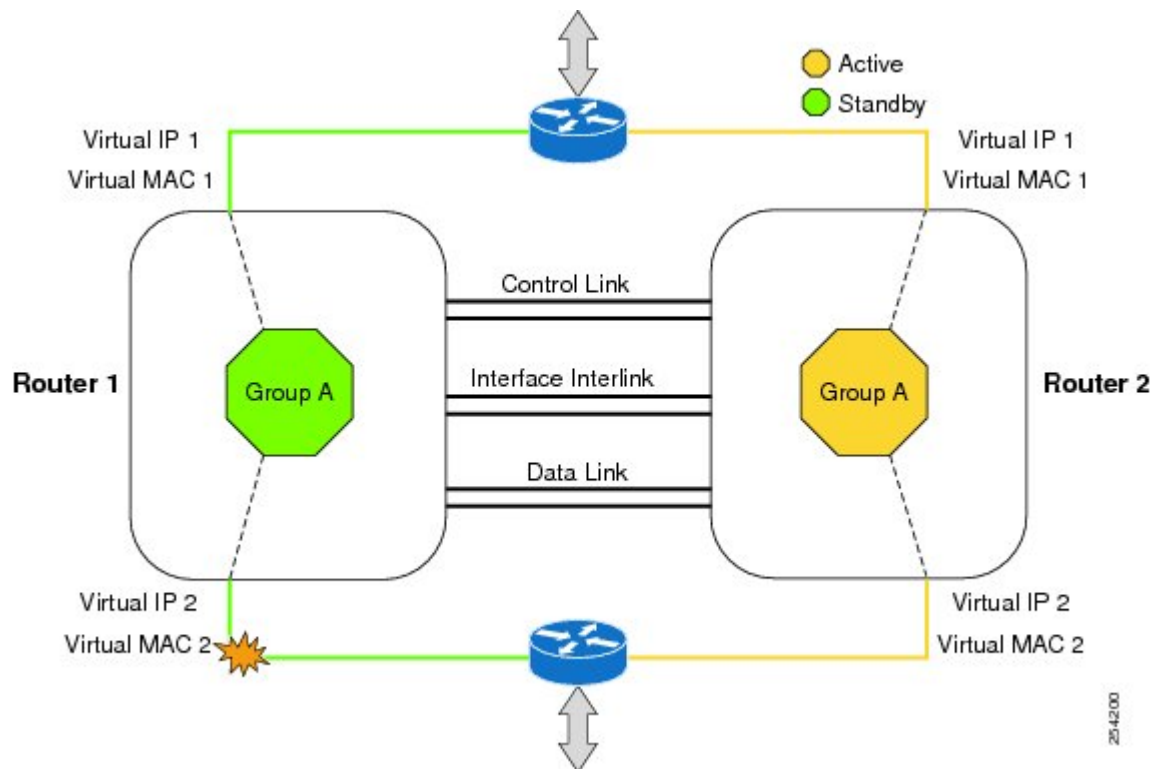 Active
Standby
Virtual IP 1
Virtual MAC 1
Virtual IP 1
Virtual MAC 1
Control Link
Router 1
Group A
Interface Interlink
Group A
Router 2
Data Link
Virtual IP 2
Virtual MAC 2
Virtual IP 2
Virtual MAC 2
254200